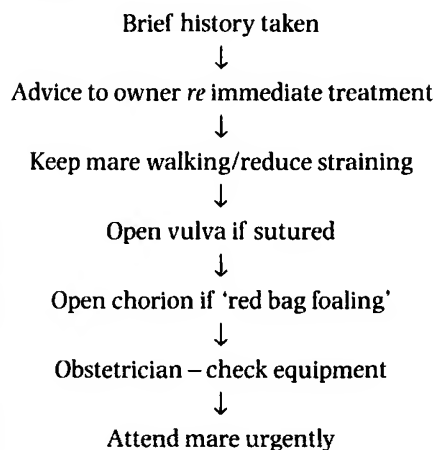 Brief history taken
↓
Advice to owner re immediate treatment
↓
Keep mare walking/reduce straining
↓
Open vulva if sutured
↓
Open chorion if ‘red bag foaling’
↓
Obstetrician – check equipment
↓
Attend mare urgently